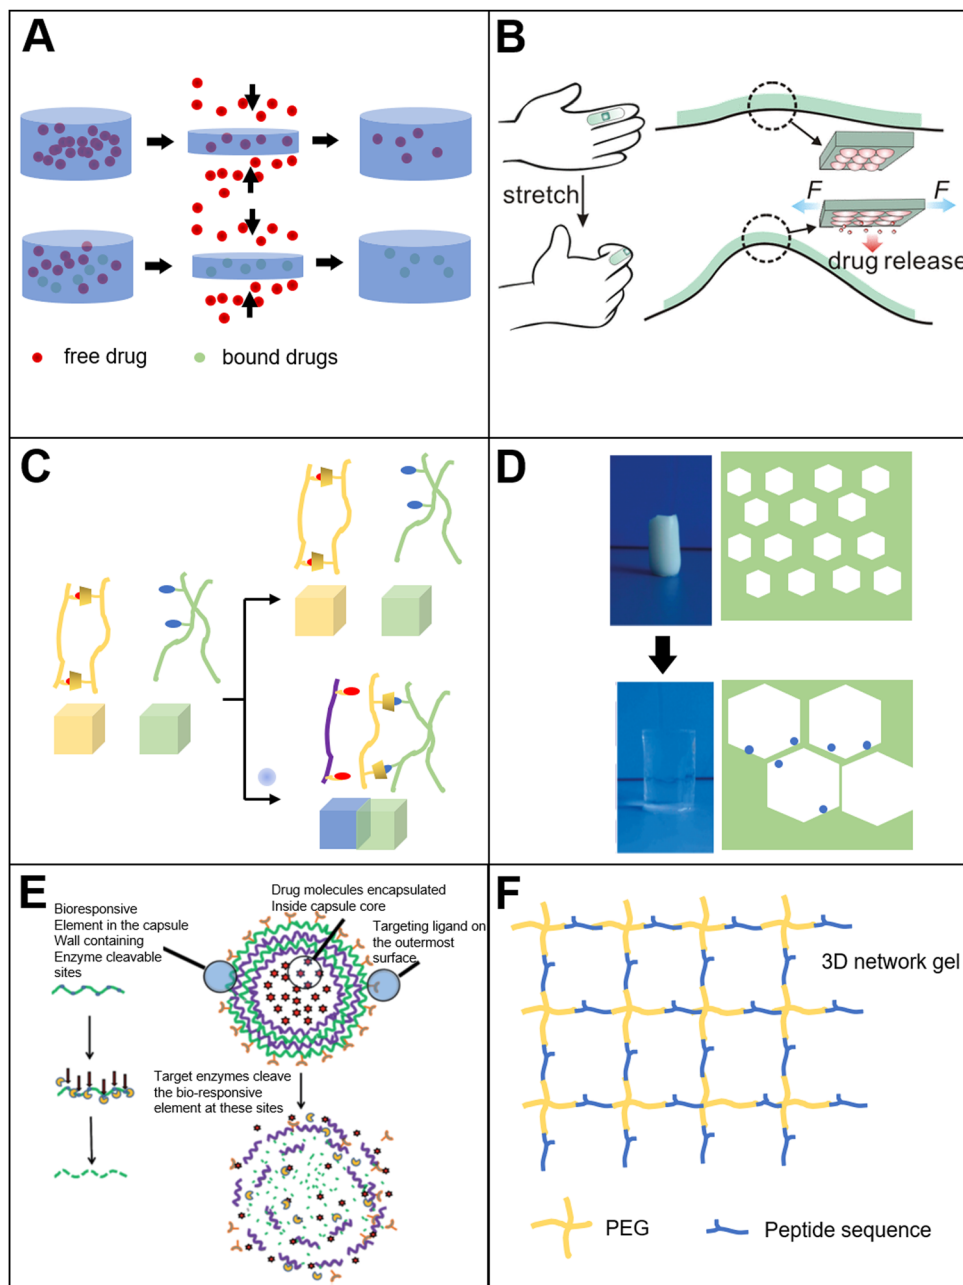 A
free drug
bound drugs
B
stretch
F
F
drug release
C
D
E
Bioresponsive
Element in the capsule
Wall containing
Enzyme cleavable
sites
Drug molecules encapsulated
Inside capsule core
Targeting ligand on
the outermost
surface
Target enzymes cleave
the bio-responsive
element at these sites
F
3D network gel
PEG
Peptide sequence